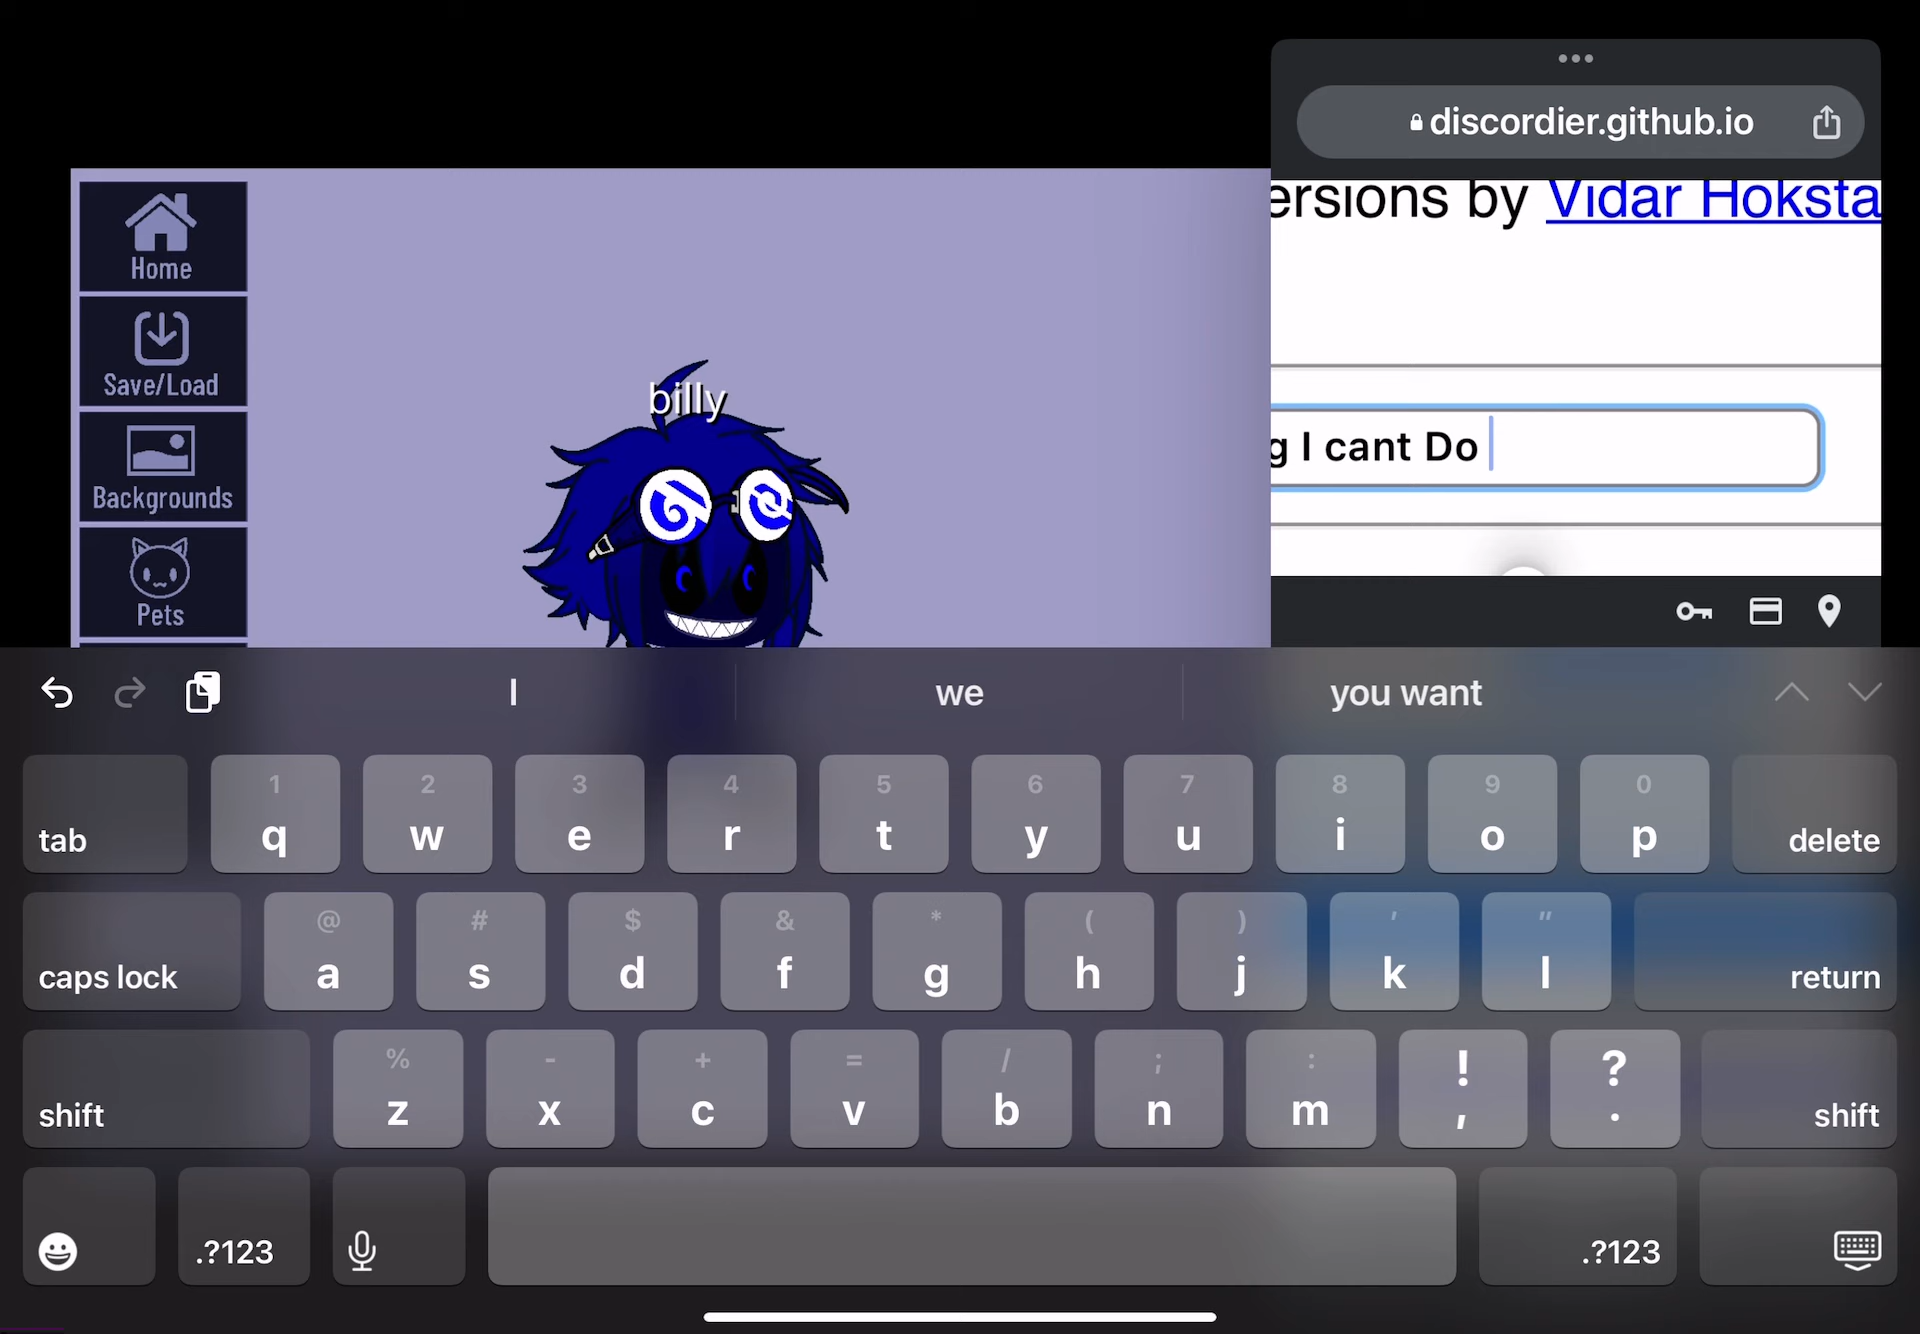 discordier.github.io
ersions by Vidar Hoksta
Home
Save/Load
Backgrounds
Pets
billy
g I cant Do
I we you want
1 2 3 4 5 6 7 8 9 0
tab q w e r t y u i o p delete
@ # $ & * ( ) ' "
caps lock a s d f g h j k l return
% - + = / ; : ! ?
shift z x c v b n m , . shift
.?123 .?123